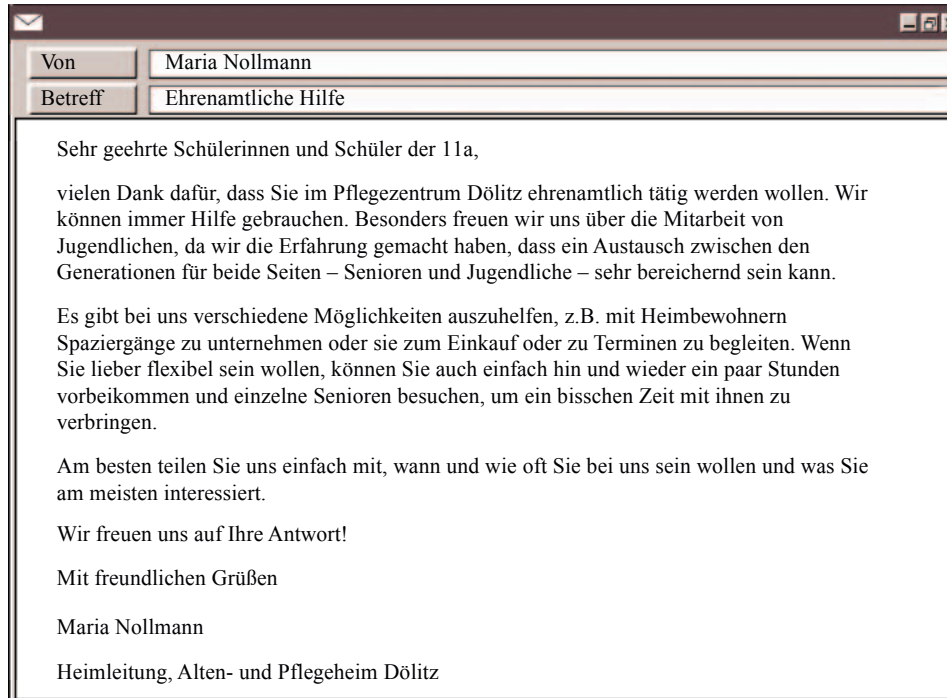 Von Maria Nollmann
Betreff Ehrenamtliche Hilfe
Sehr geehrte Schülerinnen und Schüler der 11a,
vielen Dank dafür, dass Sie im Pflegezentrum Dölitz ehrenamtlich tätig werden wollen. Wir
können immer Hilfe gebrauchen. Besonders freuen wir uns über die Mitarbeit von
Jugendlichen, da wir die Erfahrung gemacht haben, dass ein Austausch zwischen den
Generationen für beide Seiten – Senioren und Jugendliche – sehr bereichernd sein kann.
Es gibt bei uns verschiedene Möglichkeiten auszuhelfen, z.B. mit Heimbewohnern
Spaziergänge zu unternehmen oder sie zum Einkauf oder zu Terminen zu begleiten. Wenn
Sie lieber flexibel sein wollen, können Sie auch einfach hin und wieder ein paar Stunden
vorbeikommen und einzelne Senioren besuchen, um ein bisschen Zeit mit ihnen zu
verbringen.
Am besten teilen Sie uns einfach mit, wann und wie oft Sie bei uns sein wollen und was Sie
am meisten interessiert.
Wir freuen uns auf Ihre Antwort!
Mit freundlichen Grüßen
Maria Nollmann
Heimleitung, Alten- und Pflegeheim Dölitz